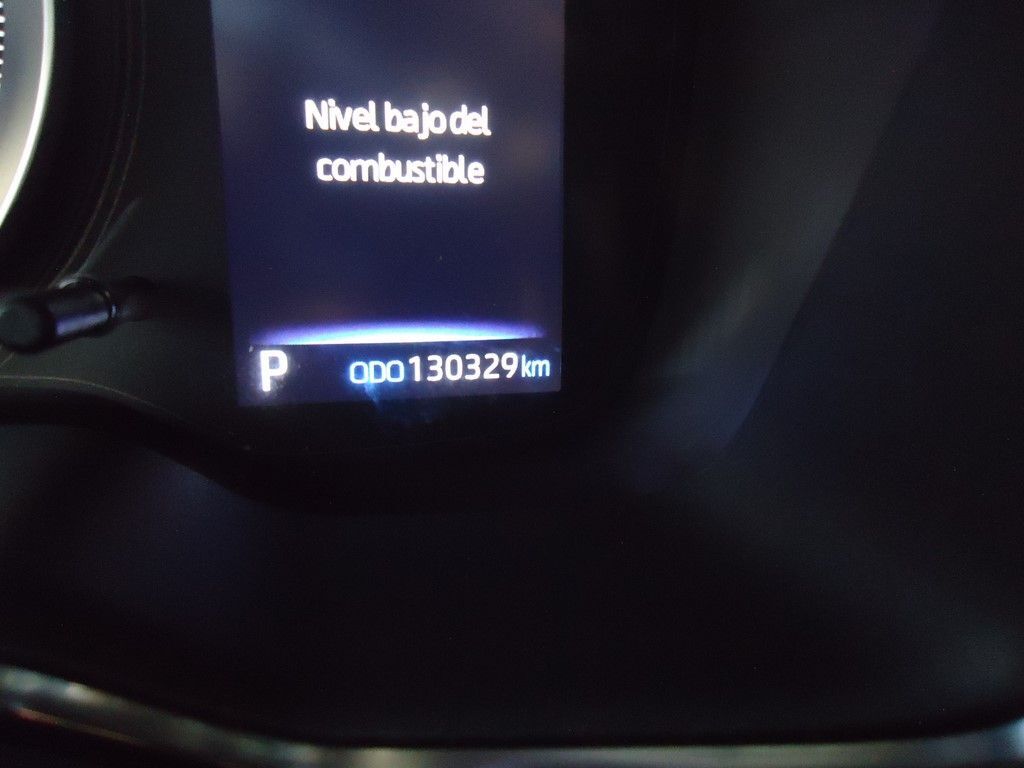 Nivel bajo del
combustible
P ODO 130329 km